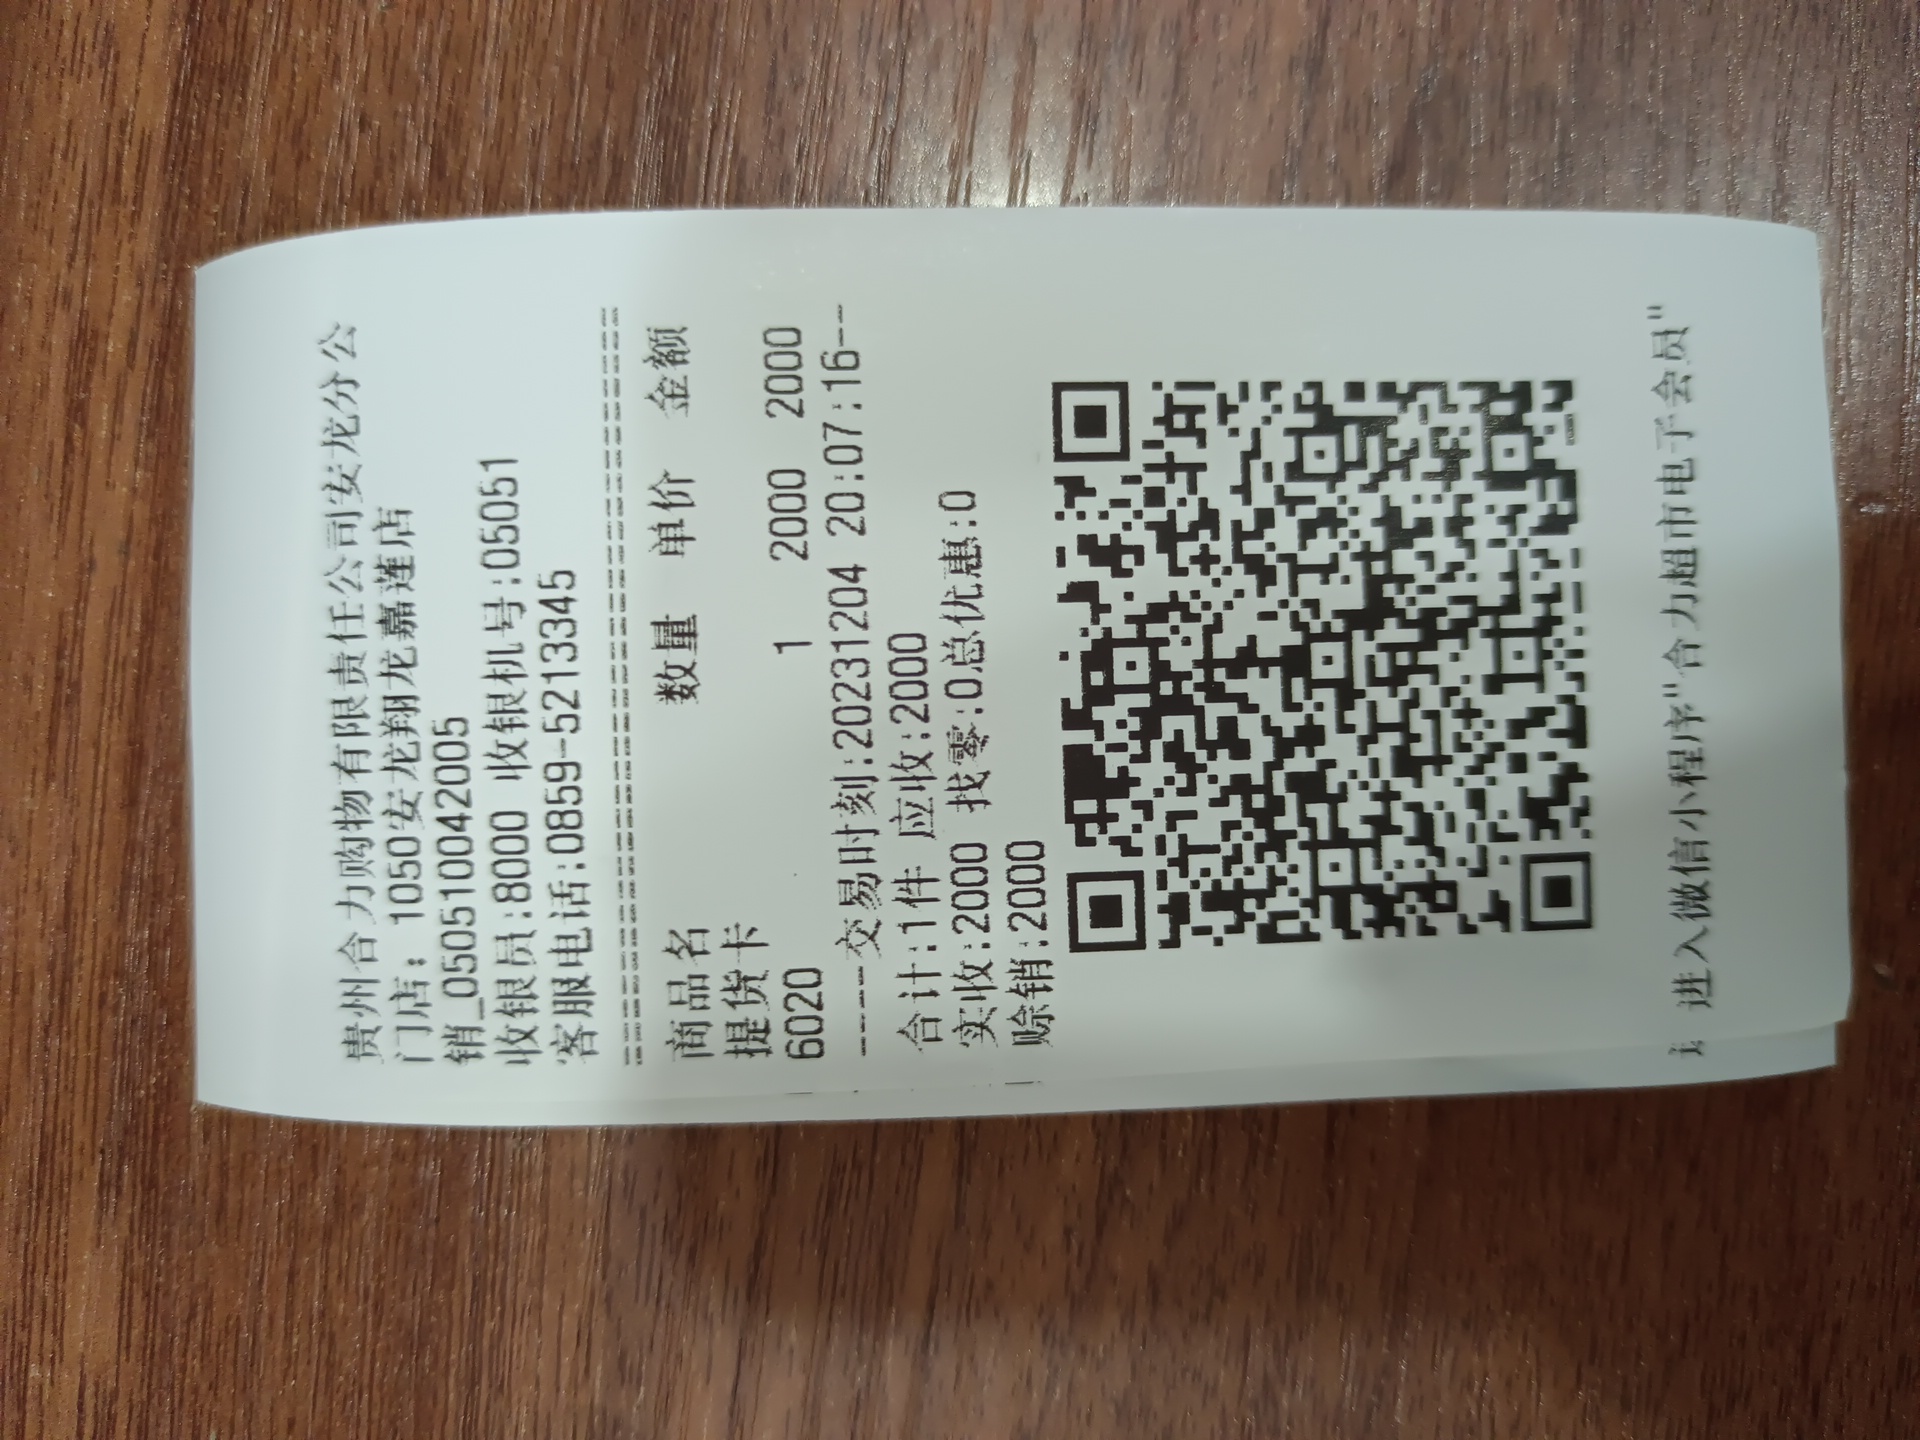 贵州合力购物有限责任公司安龙分公
门店：1050安龙翔龙嘉莲店
销_050510042005
收银员:8000 收银机号:05051
客服电话:0859-5213345
========================================
商品名 数量 单价 金额
提货卡
6020 1 2000 2000
-----交易时刻:20231204 20:07:16--
合计:1件 应收:2000
实收:2000 找零:0总优惠:0
赊销:2000
进入微信小程序"合力超市电子会员"